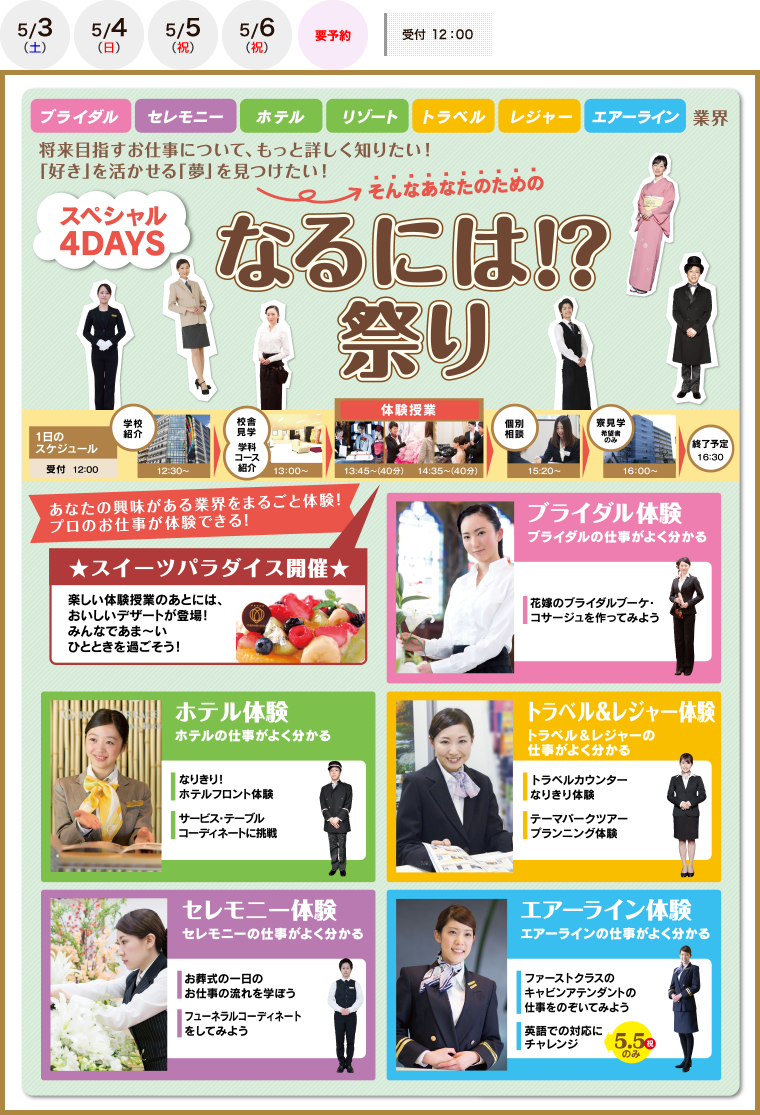 5/3
（土）
5/4
（日）
5/5
（祝）
5/6
（祝）
要予約
受付 12：00
ブライダル
セレモニー
ホテル
リゾート
トラベル
レジャー
エアーライン
業界
将来目指すお仕事について、もっと詳しく知りたい！
「好き」を活かせる「夢」を見つけたい！
そんなあなたのための
スペシャル
4DAYS
なるには!?
祭り
1日の
スケジュール
受付 12:00
学校
紹介
12:30〜
校舎
見学
学科
コース
紹介
13:00〜
体験授業
13:45〜(40分)
14:35〜(40分)
個別
相談
15:20〜
寮見学
希望者
のみ
16:00〜
終了予定
16:30
あなたの興味がある業界をまるごと体験！
プロのお仕事が体験できる！
★スイーツパラダイス開催★
楽しい体験授業のあとには、
おいしいデザートが登場！
みんなであま〜い
ひとときを過ごそう！
ブライダル体験
ブライダルの仕事がよく分かる
花嫁のブライダルブーケ・
コサージュを作ってみよう
ホテル体験
ホテルの仕事がよく分かる
なりきり！
ホテルフロント体験
サービス・テーブル
コーディネートに挑戦
トラベル&レジャー体験
トラベル＆レジャーの
仕事がよく分かる
トラベルカウンター
なりきり体験
テーマパークツアー
プランニング体験
セレモニー体験
セレモニーの仕事がよく分かる
お葬式の一日の
お仕事の流れを学ぼう
フューネラルコーディネート
をしてみよう
エアーライン体験
エアーラインの仕事がよく分かる
ファーストクラスの
キャビンアテンダントの
仕事をのぞいてみよう
英語での対応に
チャレンジ
5.5祝
のみ